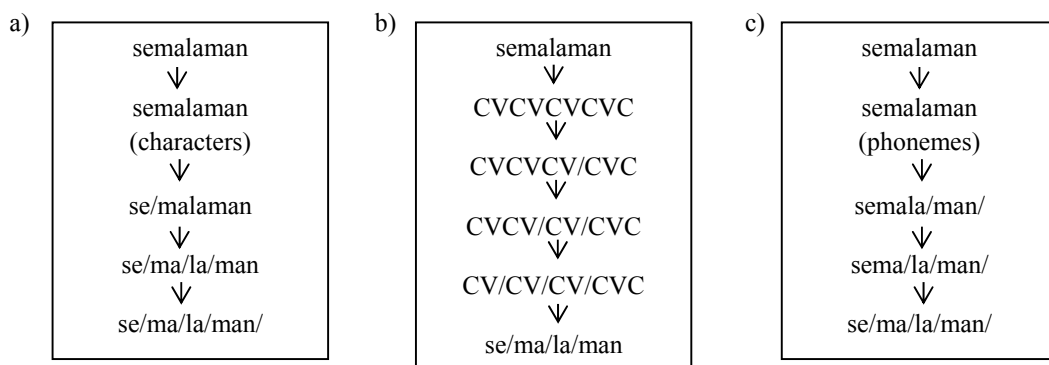 a)
semalaman
semalaman
(characters)
se/malaman
se/ma/la/man
se/ma/la/man/
b)
semalaman
CVCVCVCVC
CVCVCV/CVC
CVCV/CV/CVC
CV/CV/CV/CVC
se/ma/la/man
c)
semalaman
semalaman
(phonemes)
semala/man/
sema/la/man/
se/ma/la/man/